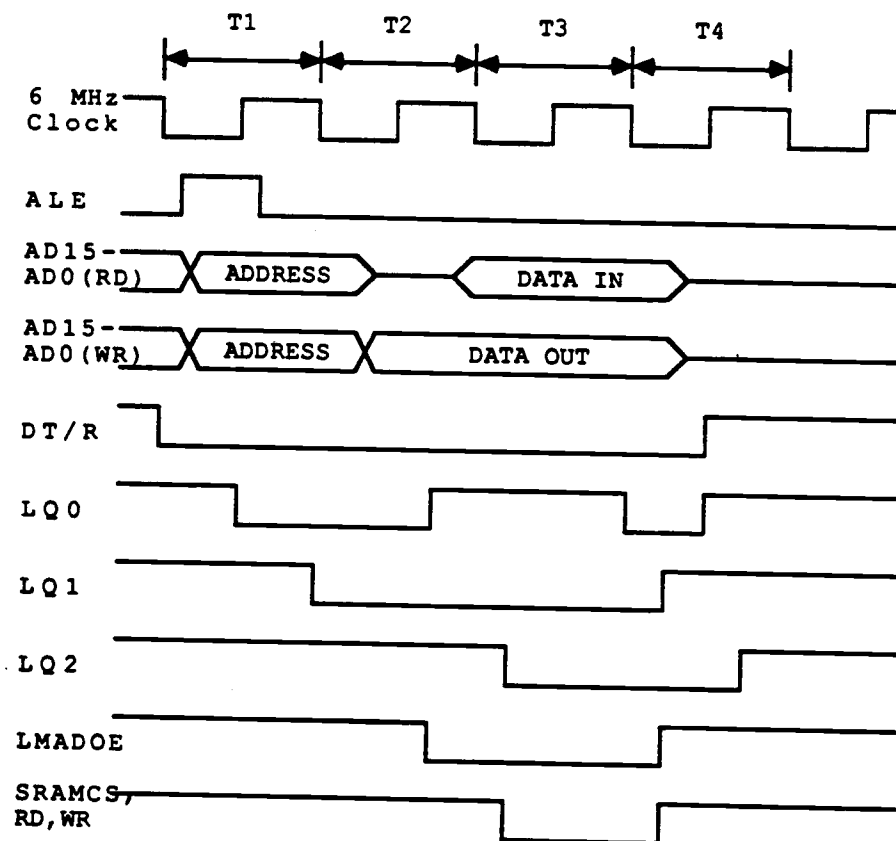 T1 T2 T3 T4
6 MHz
Clock
ALE
AD15-
AD0(RD)
ADDRESS DATA IN
AD15-
AD0(WR)
ADDRESS DATA OUT
DT/R
LQ0
LQ1
LQ2
LMADOE
SRAMCS,
RD,WR